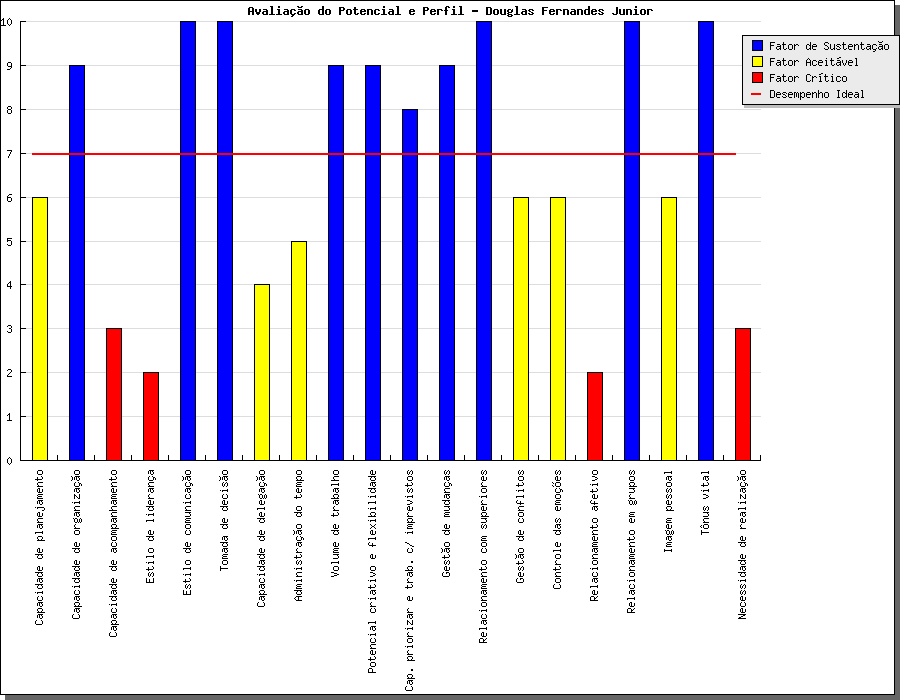 Avaliação do Potencial e Perfil - Douglas Fernandes Junior
Fator de Sustentação
Fator Aceitável
Fator Crítico
Desempenho Ideal
10
9
8
7
6
5
4
3
2
1
0
Capacidade de planejamento
Capacidade de organização
Capacidade de acompanhamento
Estilo de liderança
Estilo de comunicação
Tomada de decisão
Capacidade de delegação
Administração do tempo
Volume de trabalho
Potencial criativo e flexibilidade
Cap. priorizar e trab. c/ imprevistos
Gestão de mudanças
Relacionamento com superiores
Gestão de conflitos
Controle das emoções
Relacionamento afetivo
Relacionamento em grupos
Imagem pessoal
Tônus vital
Necessidade de realização